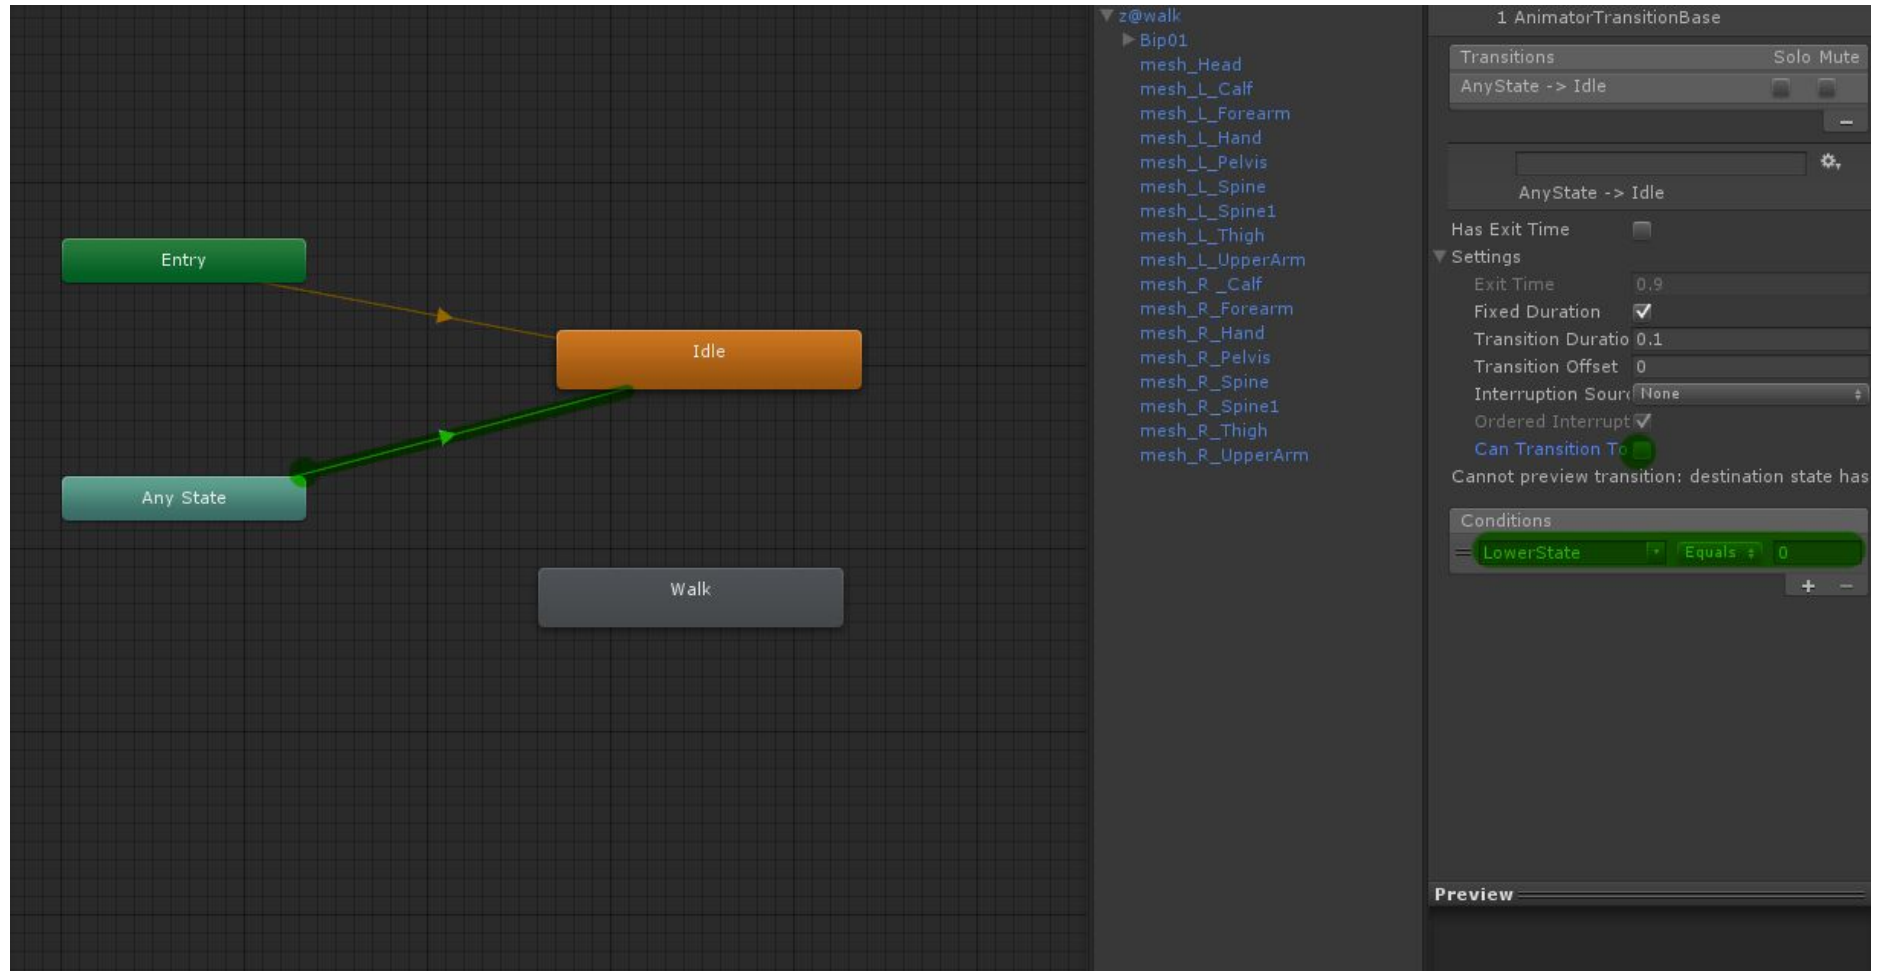 Entry
Idle
Any State
Walk
z@walk
Bip01
mesh_Head
mesh_L_Calf
mesh_L_Forearm
mesh_L_Hand
mesh_L_Pelvis
mesh_L_Spine
mesh_L_Spine1
mesh_L_Thigh
mesh_L_UpperArm
mesh_R _Calf
mesh_R_Forearm
mesh_R_Hand
mesh_R_Pelvis
mesh_R_Spine
mesh_R_Spine1
mesh_R_Thigh
mesh_R_UpperArm
1 AnimatorTransitionBase
Transitions Solo Mute
AnyState -> Idle
AnyState -> Idle
Has Exit Time
Settings
Exit Time 0.9
Fixed Duration
Transition Duratio 0.1
Transition Offset 0
Interruption Sour None
Ordered Interrupt
Can Transition To
Cannot preview transition: destination state has
Conditions
LowerState Equals 0
Preview